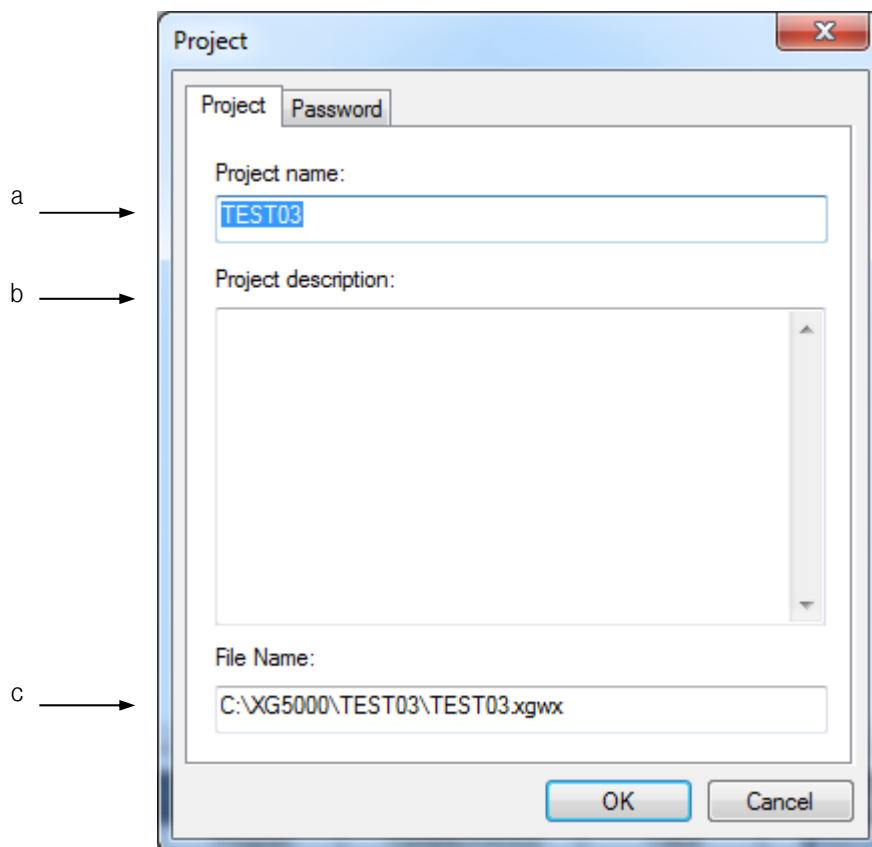 Project
Project Password
Project name:
a
TEST03
Project description:
b
File Name:
c
C:\XG5000\TEST03\TEST03.xgwx
OK Cancel